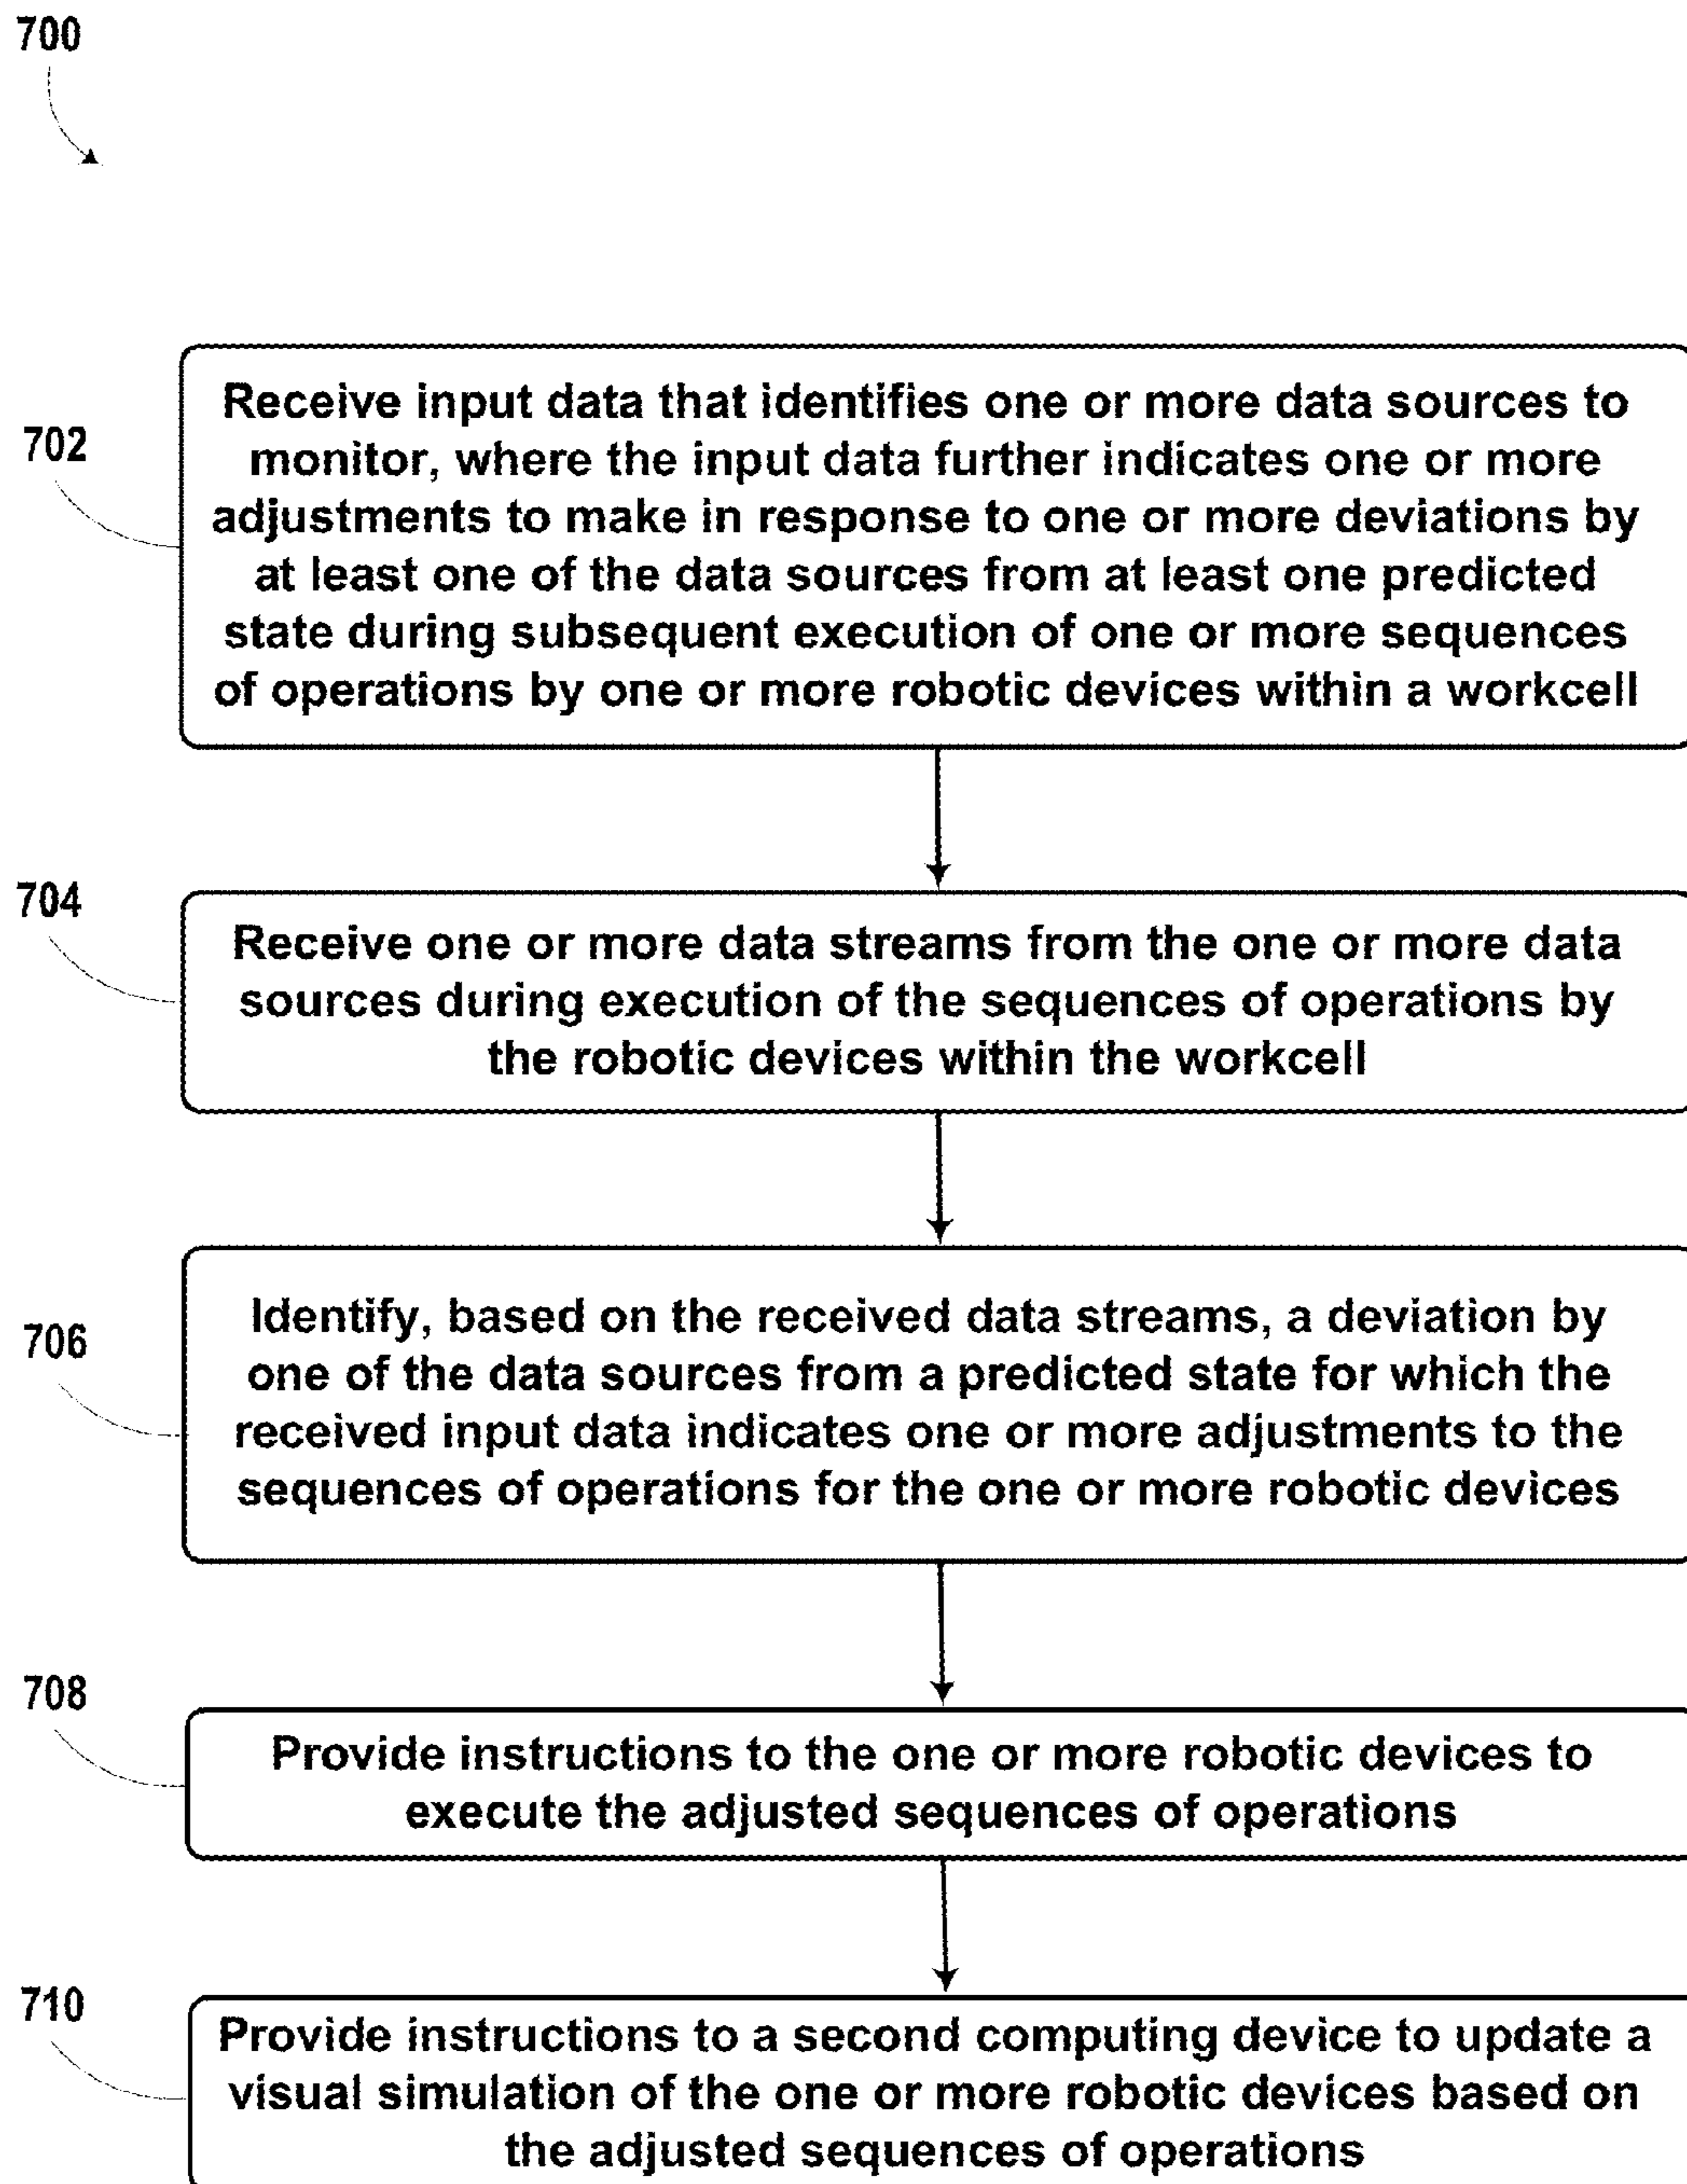 700
702
Receive input data that identifies one or more data sources to
monitor, where the input data further indicates one or more
adjustments to make in response to one or more deviations by
at least one of the data sources from at least one predicted
state during subsequent execution of one or more sequences
of operations by one or more robotic devices within a workcell
704
Receive one or more data streams from the one or more data
sources during execution of the sequences of operations by
the robotic devices within the workcell
706
Identify, based on the received data streams, a deviation by
one of the data sources from a predicted state for which the
received input data indicates one or more adjustments to the
sequences of operations for the one or more robotic devices
708
Provide instructions to the one or more robotic devices to
execute the adjusted sequences of operations
710
Provide instructions to a second computing device to update a
visual simulation of the one or more robotic devices based on
the adjusted sequences of operations